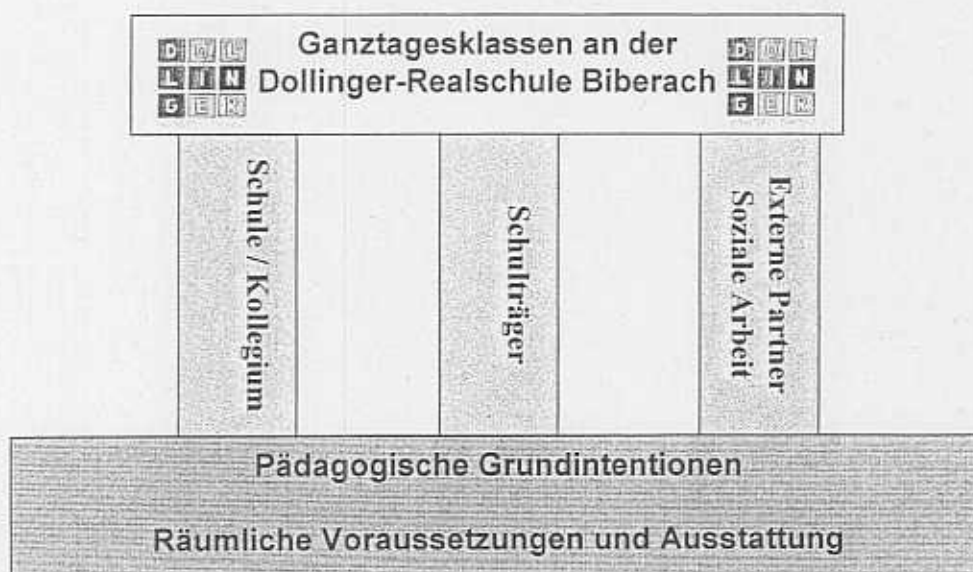 Ganztagesklassen an der
Dollinger-Realschule Biberach
D O L
L I N
G E R
D O L
L I N
G E R
Schule / Kollegium
Schulträger
Externe Partner
Soziale Arbeit
Pädagogische Grundintentionen
Räumliche Voraussetzungen und Ausstattung